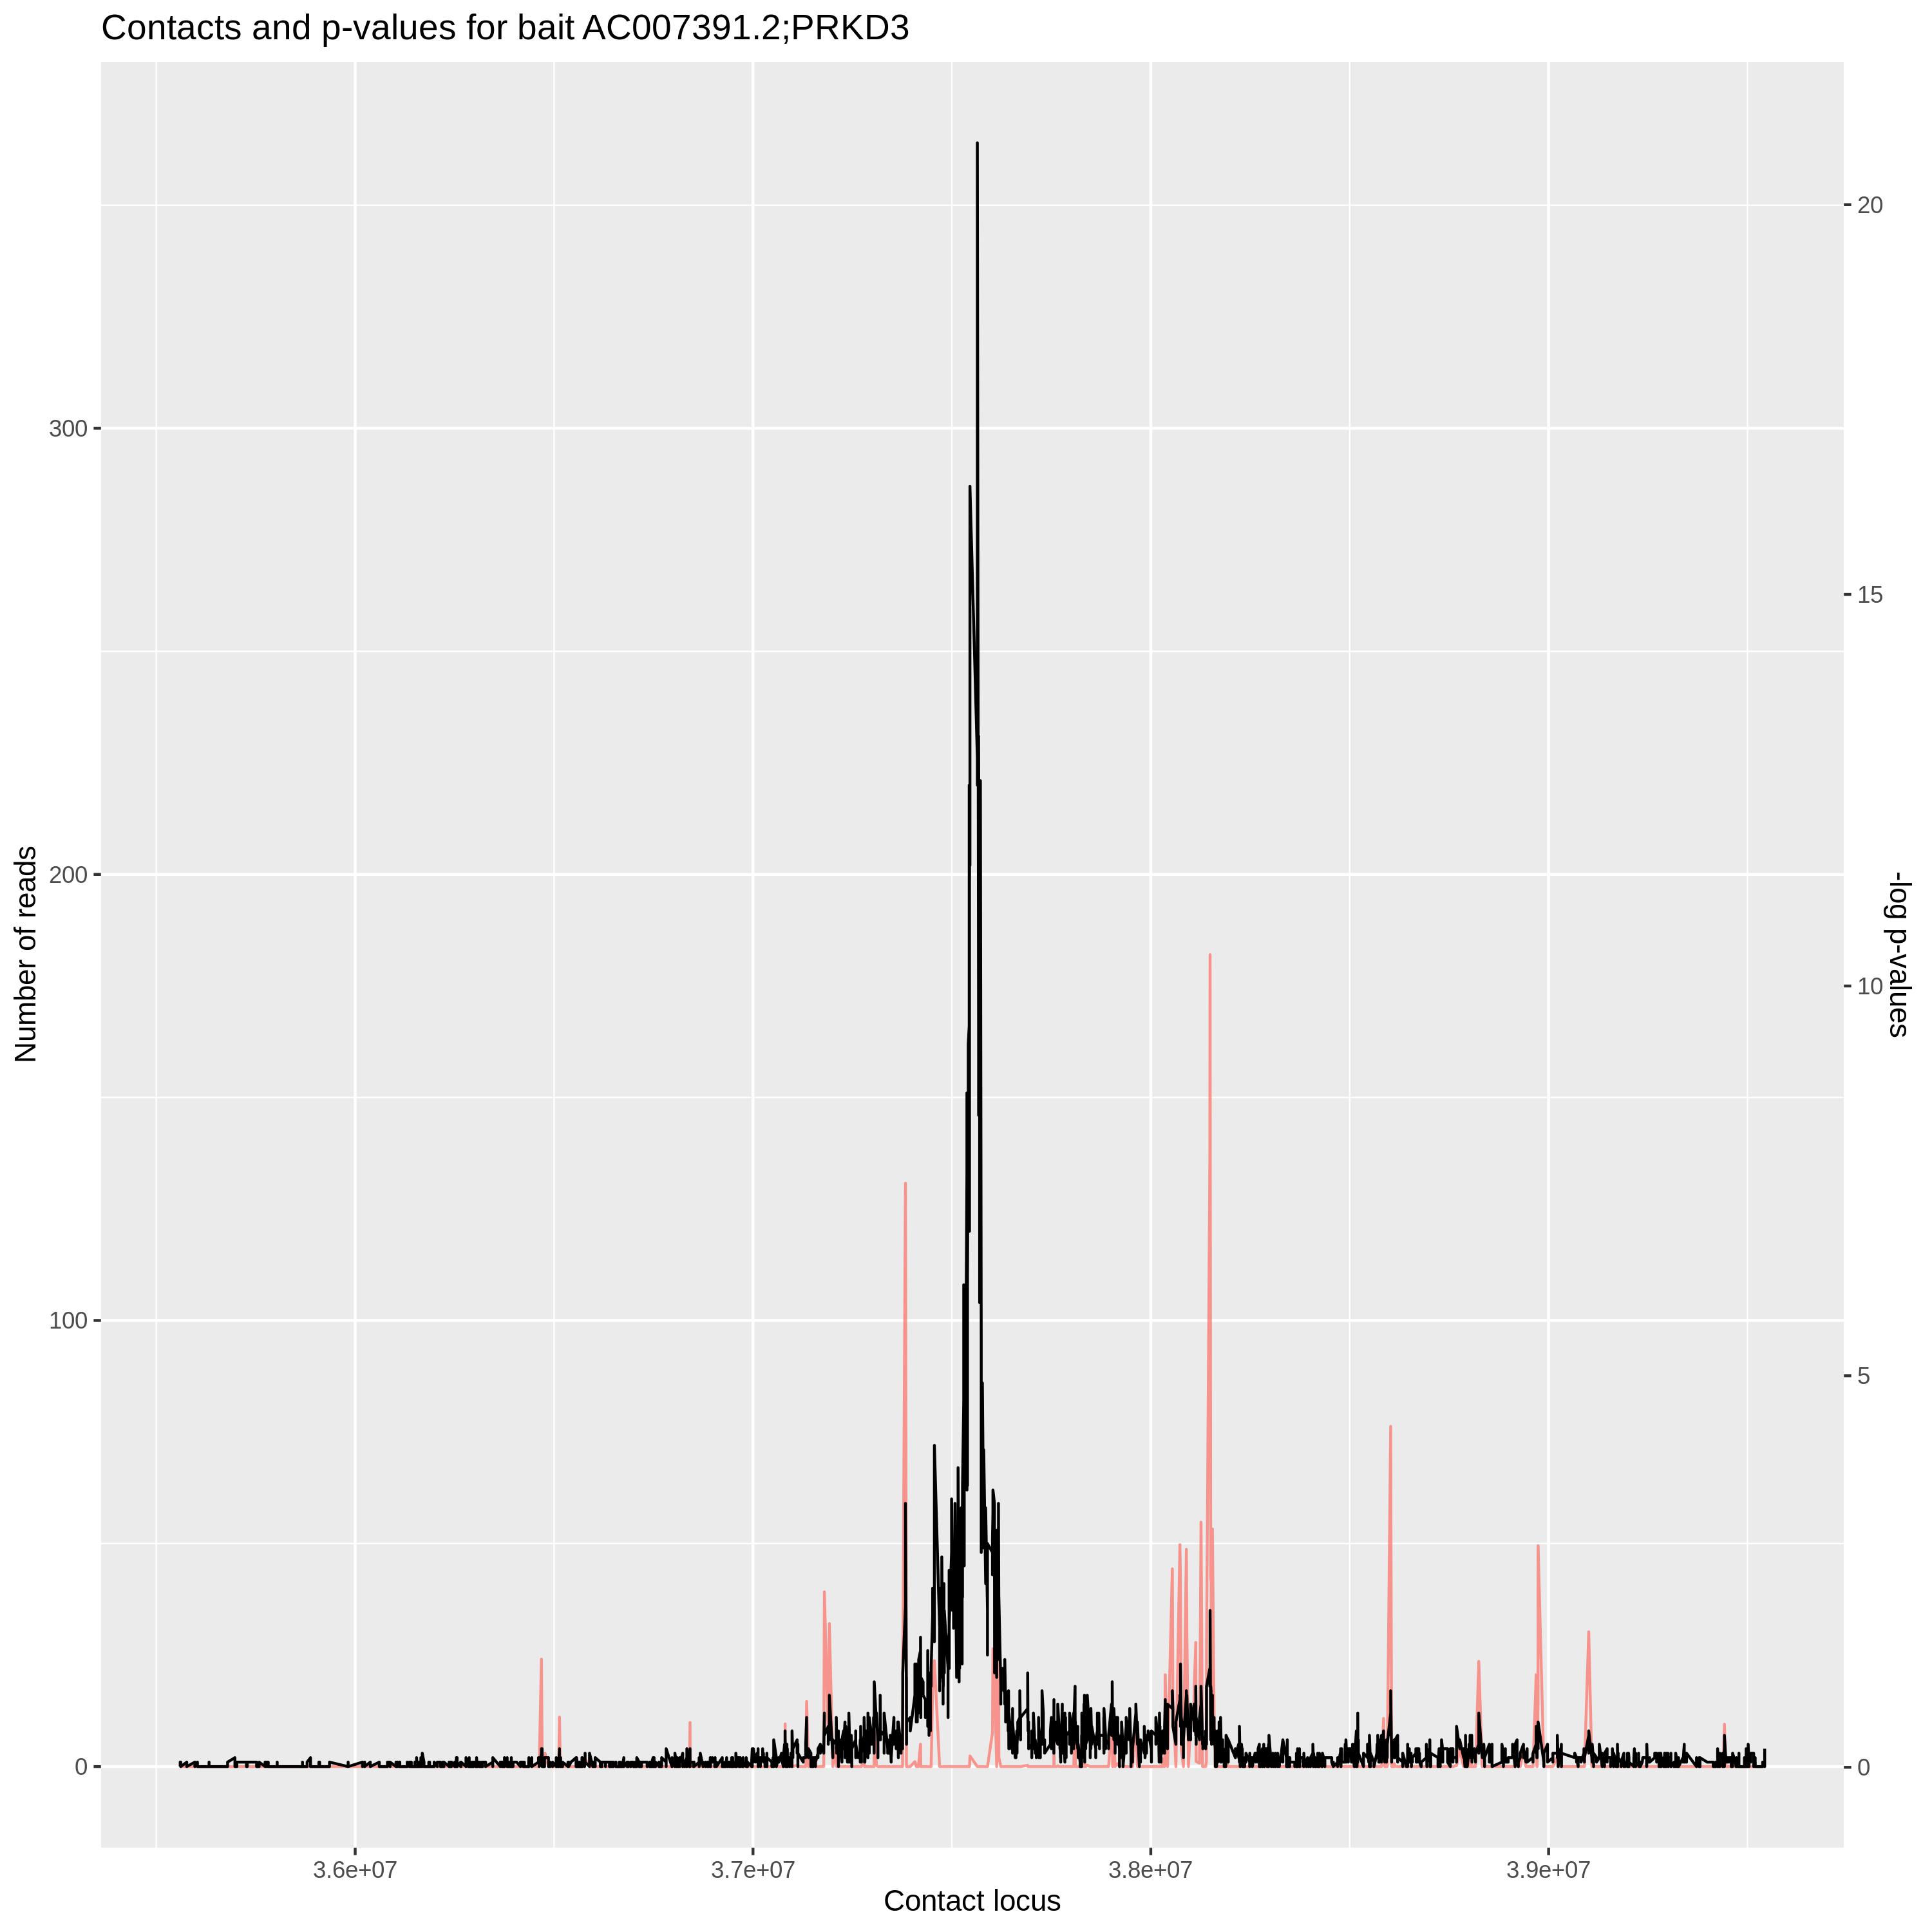 Contacts and p-values for bait AC007391.2;PRKD3
300
200
100
0
Number of reads
20
15
10
5
0
-log p-values
3.6e+07
3.7e+07
3.8e+07
3.9e+07
Contact locus